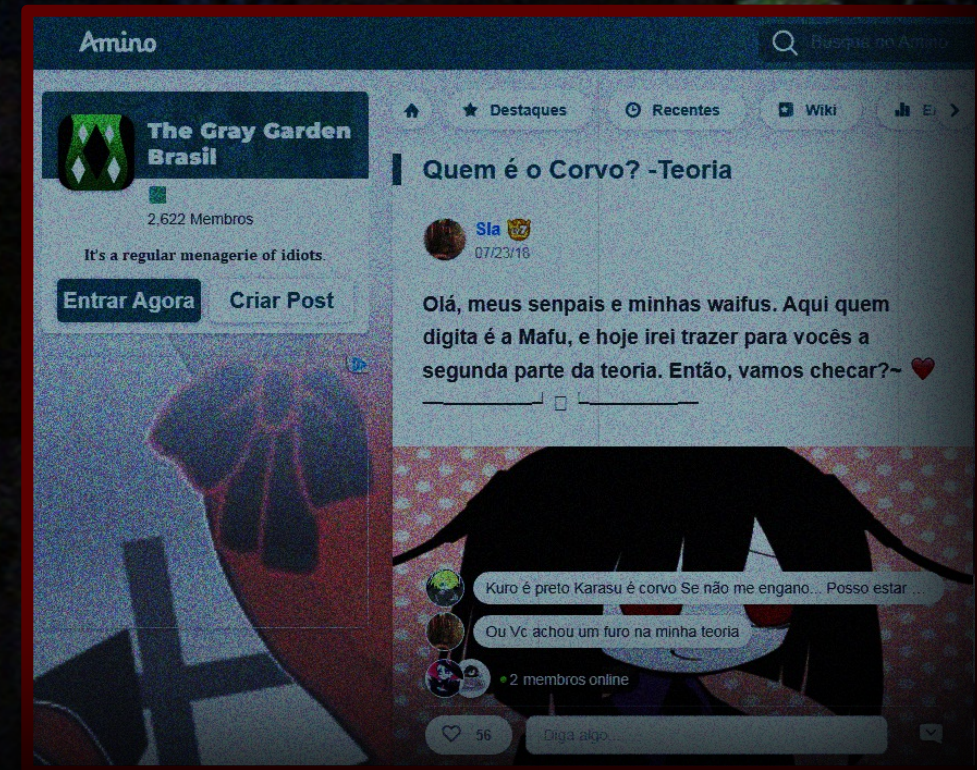 Amino
Busque no Amino
The Gray Garden
Brasil
2,622 Membros
It's a regular menagerie of idiots.
Entrar Agora
Criar Post
Destaques
Recentes
Wiki
Quem é o Corvo? -Teoria
Sla
07/23/18
Olá, meus senpais e minhas waifus. Aqui quem
digita é a Mafu, e hoje irei trazer para vocês a
segunda parte da teoria. Então, vamos checar?~ ❤️
Kuro é preto Karasu é corvo Se não me engano... Posso estar ...
Ou Vc achou um furo na minha teoria
2 membros online
56
Diga algo...